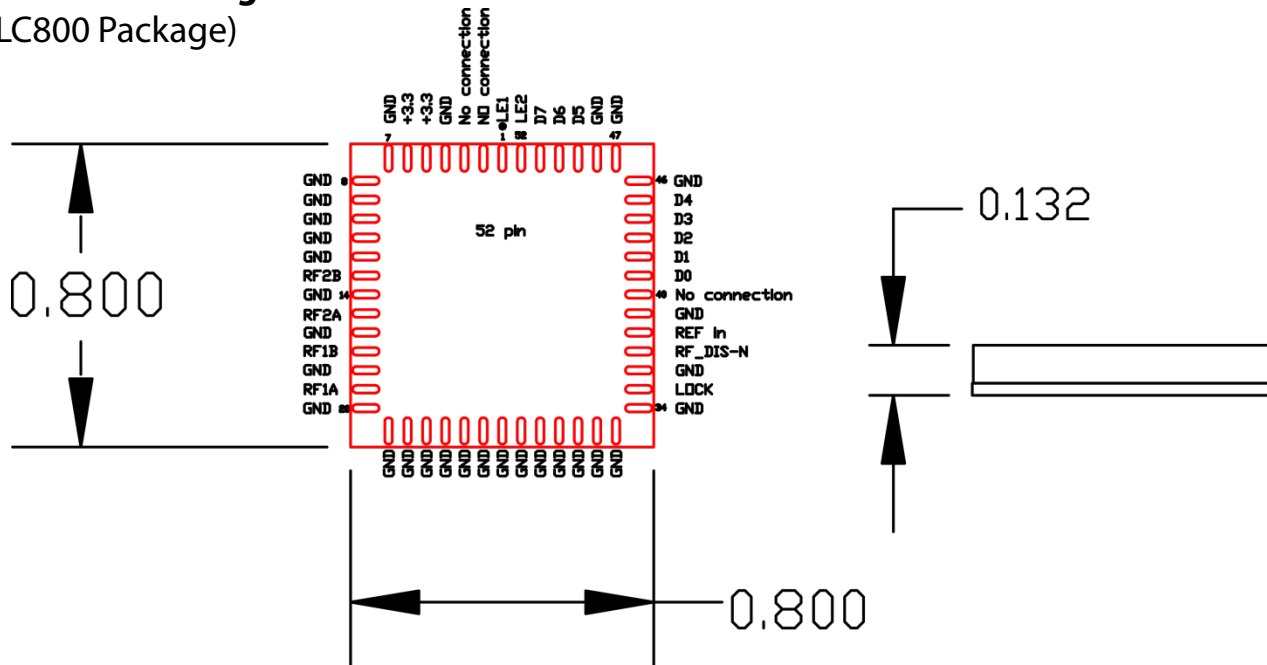 LC800 Package)
GND
+3.3
+3.3
GND
No connection
NO connection
LE1
LE2
D7
D6
D5
GND
GND
7
1
52
47
GND 8
GND
GND
GND
GND
RF2B
GND 14
RF2A
GND
RF1B
GND
RF1A
GND 20
52 pin
46 GND
D4
D3
D2
D1
D0
40 No connection
GND
REF In
RF_DIS-N
GND
LOCK
34 GND
GND
GND
GND
GND
GND
GND
GND
GND
GND
GND
GND
GND
GND
0.800
0.800
0.132